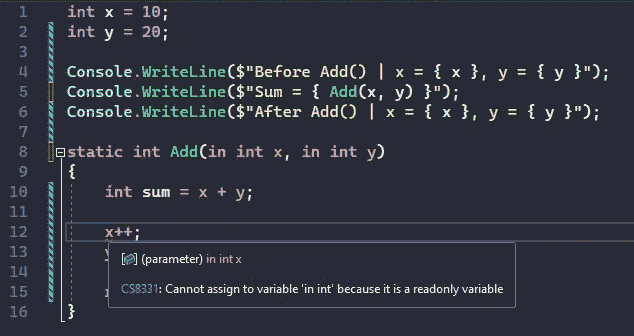 1 int x = 10;
2 int y = 20;
3
4 Console.WriteLine($"Before Add() | x = { x }, y = { y }");
5 Console.WriteLine($"Sum = { Add(x, y) }");
6 Console.WriteLine($"After Add() | x = { x }, y = { y }");
7
8 static int Add(in int x, in int y)
9 {
10 int sum = x + y;
11
12 x++;
13
(parameter) in int x
14
CS8331: Cannot assign to variable 'in int' because it is a readonly variable
15
16 }